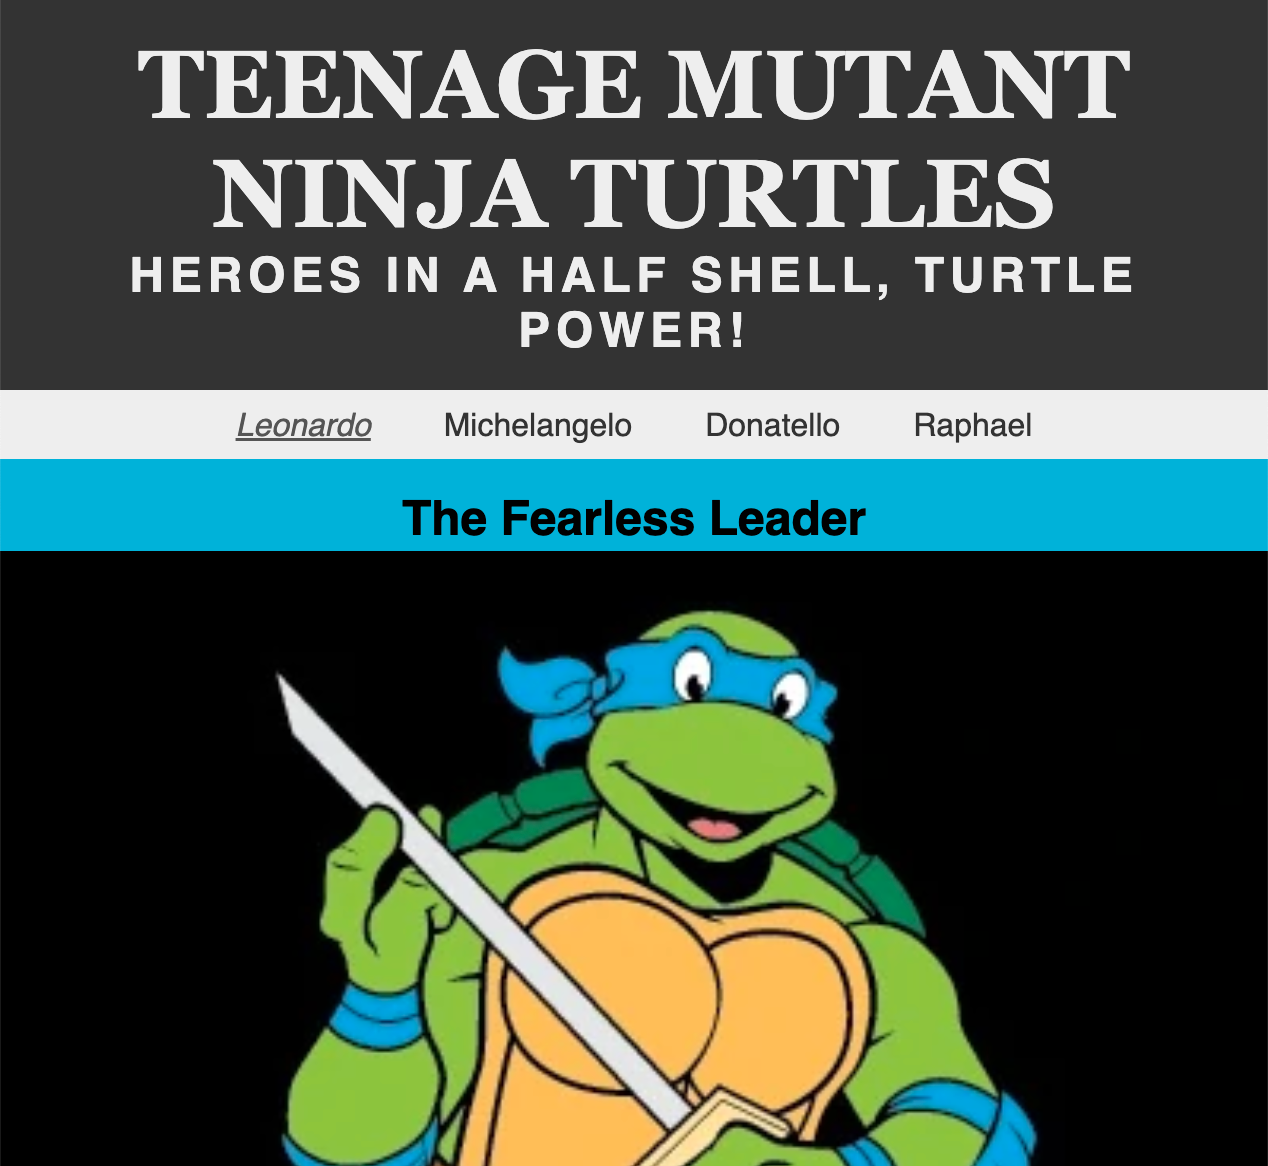 TEENAGE MUTANT
NINJA TURTLES
HEROES IN A HALF SHELL, TURTLE
POWER!
Leonardo Michelangelo Donatello Raphael
The Fearless Leader